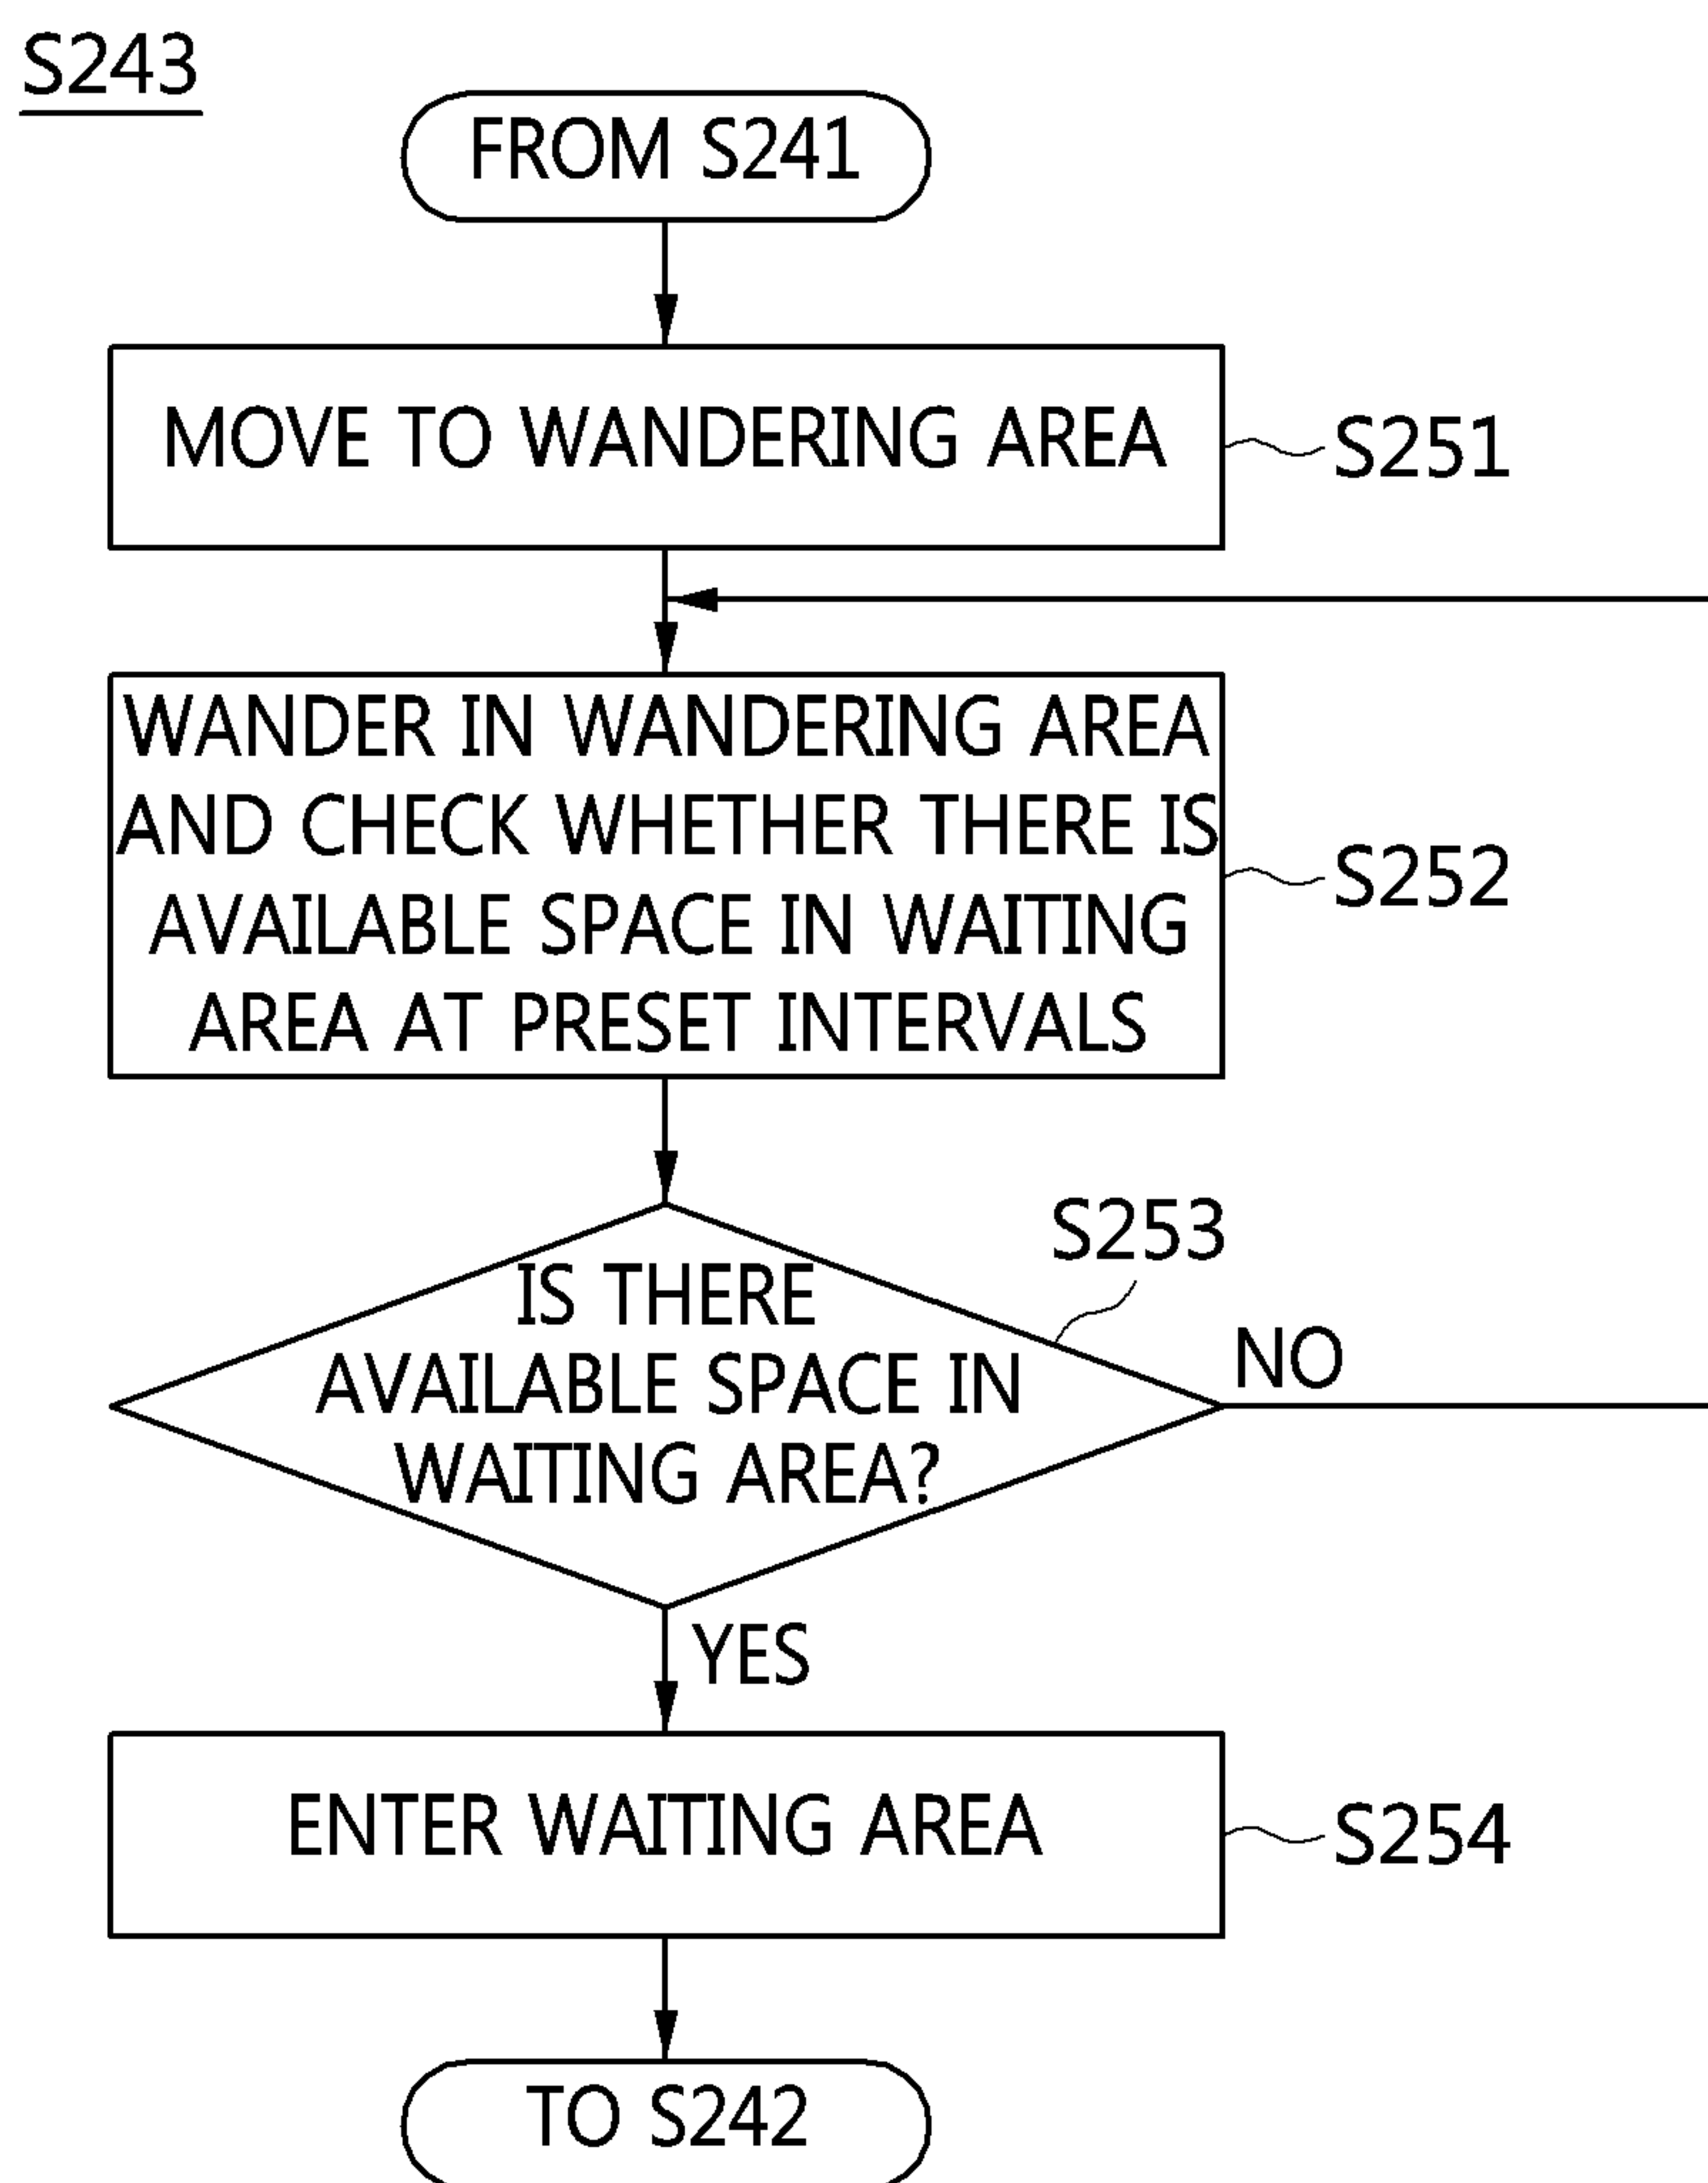 S243
FROM S241
MOVE TO WANDERING AREA
S251
WANDER IN WANDERING AREA
AND CHECK WHETHER THERE IS
AVAILABLE SPACE IN WAITING
AREA AT PRESET INTERVALS
S252
S253
IS THERE
AVAILABLE SPACE IN
WAITING AREA?
NO
YES
ENTER WAITING AREA
S254
TO S242